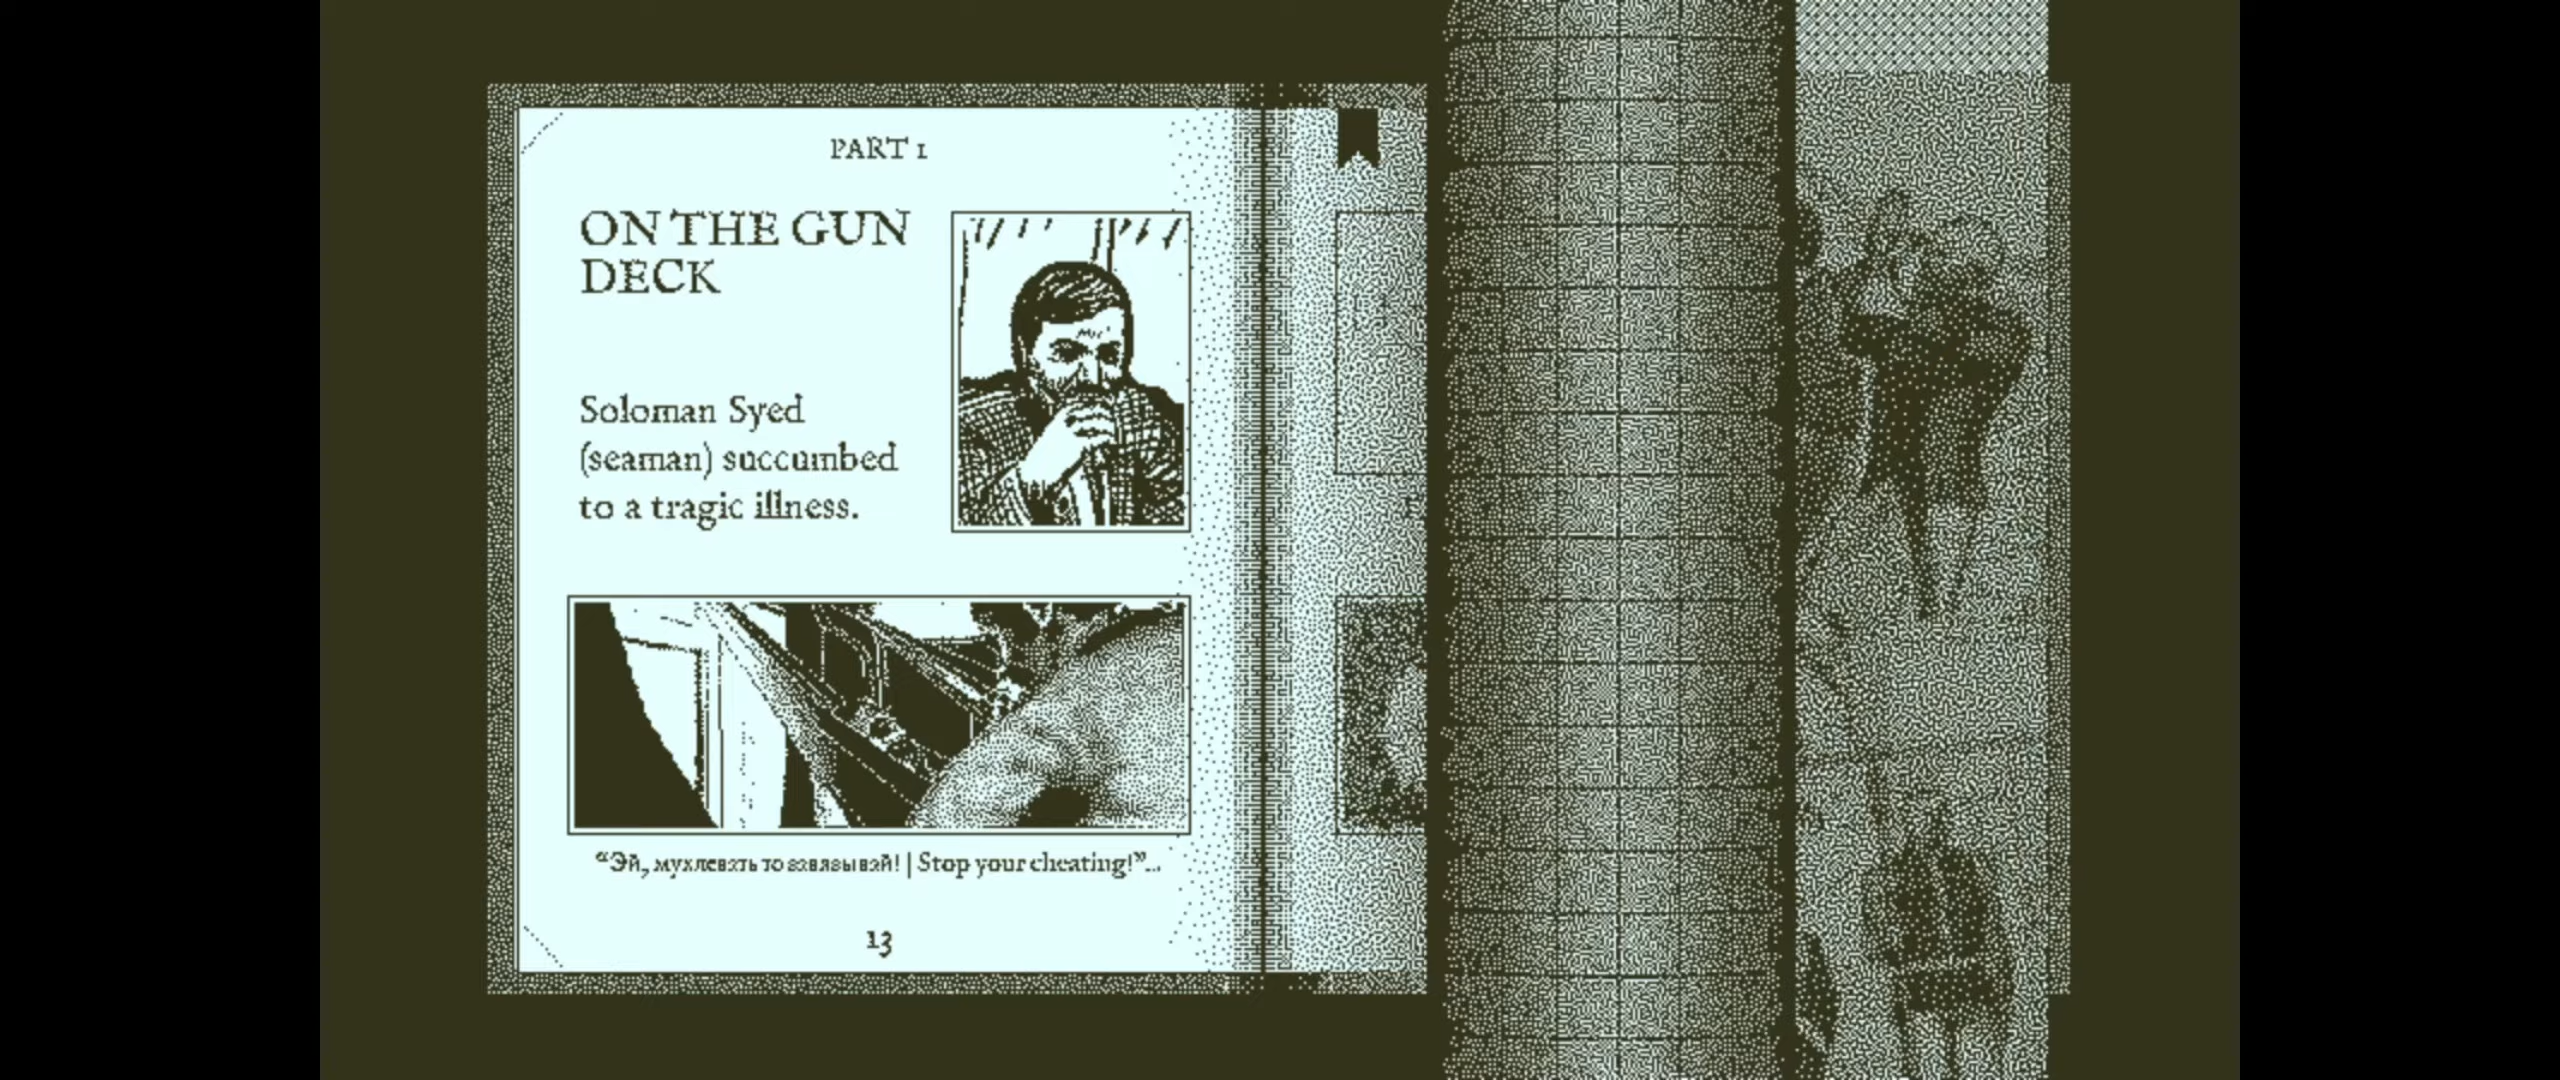 PART 1
ON THE GUN
DECK
Soloman Syed
(seaman) succumbed
to a tragic illness.
“Эй, мухлевать то завязывай! | Stop your cheating!”...
13